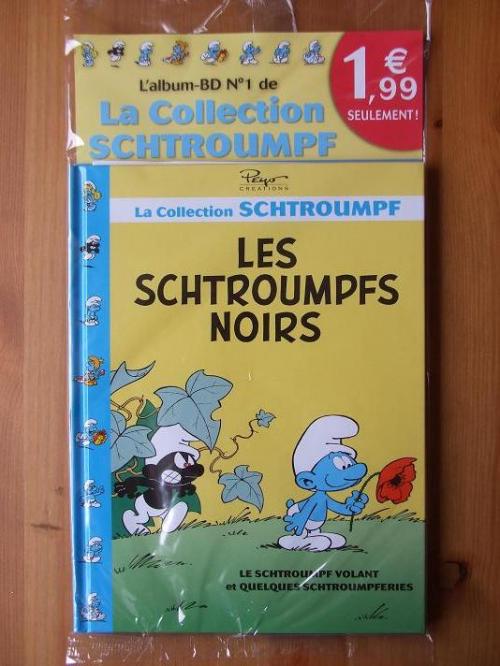 L'album-BD N°1 de
La Collection
SCHTROUMPF
1,99 €
SEULEMENT!
Peyo
CREATIONS
La Collection SCHTROUMPF
LES
SCHTROUMPFS
NOIRS
LE SCHTROUMPF VOLANT
et QUELQUES SCHTROUMPFERIES